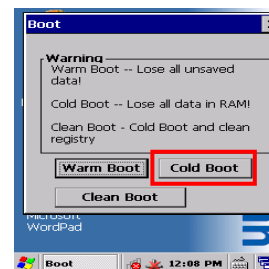 Boot
Warning
Warm Boot -- Lose all unsaved
data!
Cold Boot -- Lose all data in RAM!
Clean Boot - Cold Boot and clean
registry
Warm Boot
Cold Boot
Clean Boot
Microsoft
WordPad
Boot
12:08 PM